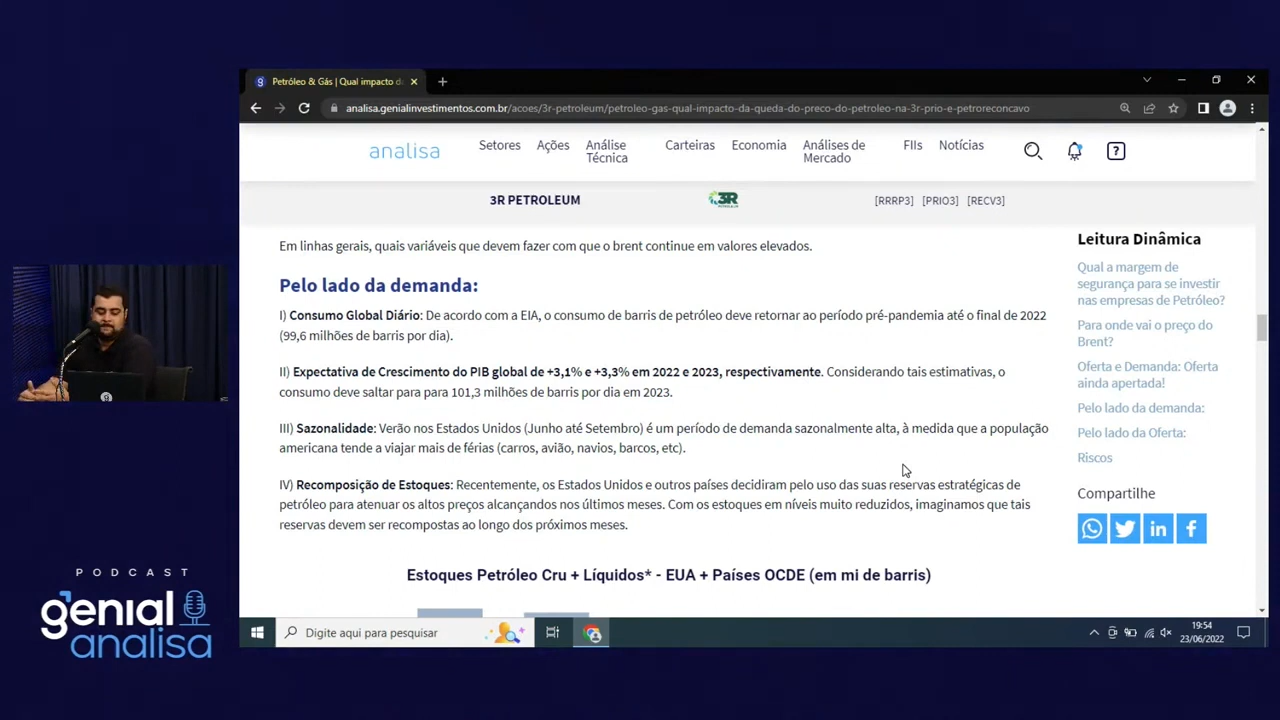 Petróleo & Gás | Qual impacto da
analisa.genialinvestimentos.com.br/acoes/3r-petroleum/petroleo-gas-qual-impacto-da-queda-do-preco-do-petroleo-na-3r-prio-e-petroreconcavo
analisa
Setores
Ações
Análise
Técnica
Carteiras
Economia
Análises de
Mercado
FIIs
Notícias
3R PETROLEUM
3R
PETROLEUM
[RRRP3] [PRIO3] [RECV3]
Em linhas gerais, quais variáveis que devem fazer com que o brent continue em valores elevados.
Pelo lado da demanda:
I) Consumo Global Diário: De acordo com a EIA, o consumo de barris de petróleo deve retornar ao período pré-pandemia até o final de 2022
(99,6 milhões de barris por dia).
II) Expectativa de Crescimento do PIB global de +3,1% e +3,3% em 2022 e 2023, respectivamente. Considerando tais estimativas, o
consumo deve saltar para para 101,3 milhões de barris por dia em 2023.
III) Sazonalidade: Verão nos Estados Unidos (Junho até Setembro) é um período de demanda sazonalmente alta, à medida que a população
americana tende a viajar mais de férias (carros, avião, navios, barcos, etc).
IV) Recomposição de Estoques: Recentemente, os Estados Unidos e outros países decidiram pelo uso das suas reservas estratégicas de
petróleo para atenuar os altos preços alcançandos nos últimos meses. Com os estoques em níveis muito reduzidos, imaginamos que tais
reservas devem ser recompostas ao longo dos próximos meses.
Estoques Petróleo Cru + Líquidos* - EUA + Países OCDE (em mi de barris)
Leitura Dinâmica
Qual a margem de
segurança para se investir
nas empresas de Petróleo?
Para onde vai o preço do
Brent?
Oferta e Demanda: Oferta
ainda apertada!
Pelo lado da demanda:
Pelo lado da Oferta:
Riscos
Compartilhe
Digite aqui para pesquisar
19:54
23/06/2022
PODCAST
genial
analisa